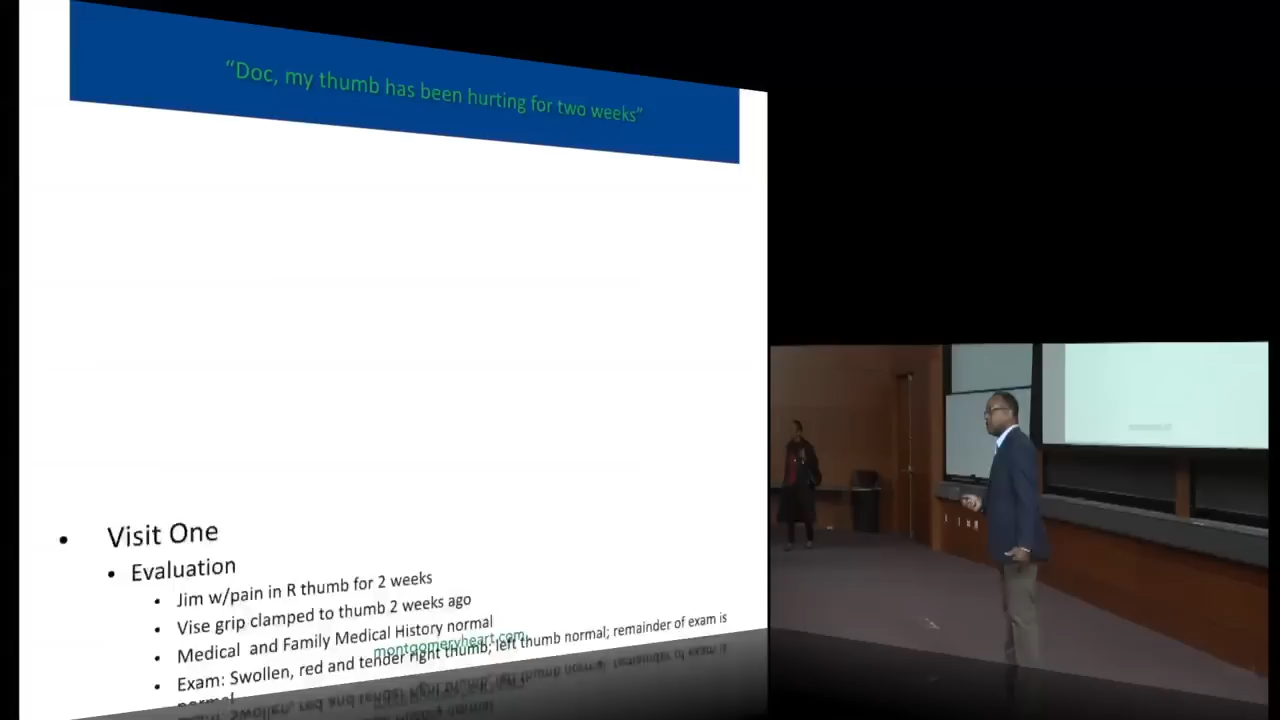 “Doc, my thumb has been hurting for two weeks”
• Visit One
• Evaluation
• Jim w/pain in R thumb for 2 weeks
• Vise grip clamped to thumb 2 weeks ago
• Medical and Family Medical History normal
montgomeryheart.com
• Exam: Swollen, red and tender right thumb; left thumb normal; remainder of exam is
normal